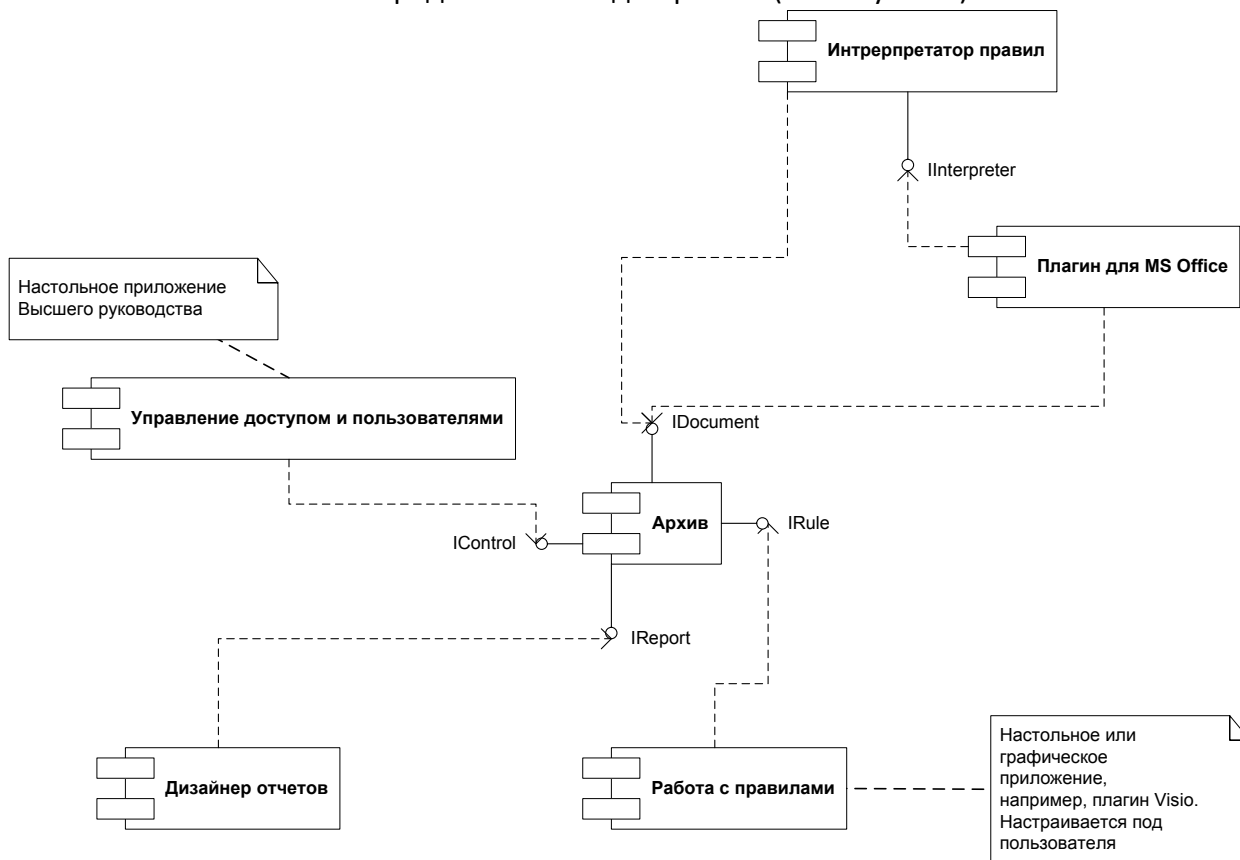 Интрерпретатор правил
IInterpreter
Плагин для MS Office
Настольное приложение
Высшего руководства
Управление доступом и пользователями
IDocument
Архив
IRule
IControl
IReport
Дизайнер отчетов
Работа с правилами
Настольное или
графическое
приложение,
например, плагин Visio.
Настраивается под
пользователя